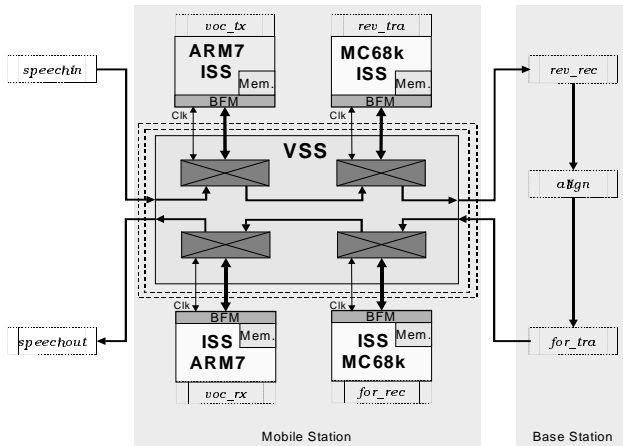 voc_tx
rev_tra
ARM7
ISS
Mem.
BFM
MC68k
ISS
Mem.
BFM
speechin
rev_rec
Clk
Clk
VSS
align
Clk
Clk
BFM
Mem.
ISS
ARM7
BFM
Mem.
ISS
MC68k
speechout
for_tra
voc_rx
for_rec
Mobile Station
Base Station